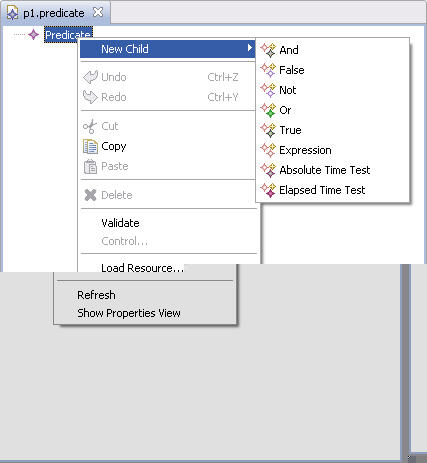 p1.predicate
Predicate
New Child
Undo Ctrl+Z
Redo Ctrl+Y
Cut
Copy
Paste
Delete
Validate
Control...
Load Resource...
Refresh
Show Properties View
And
False
Not
Or
True
Expression
Absolute Time Test
Elapsed Time Test